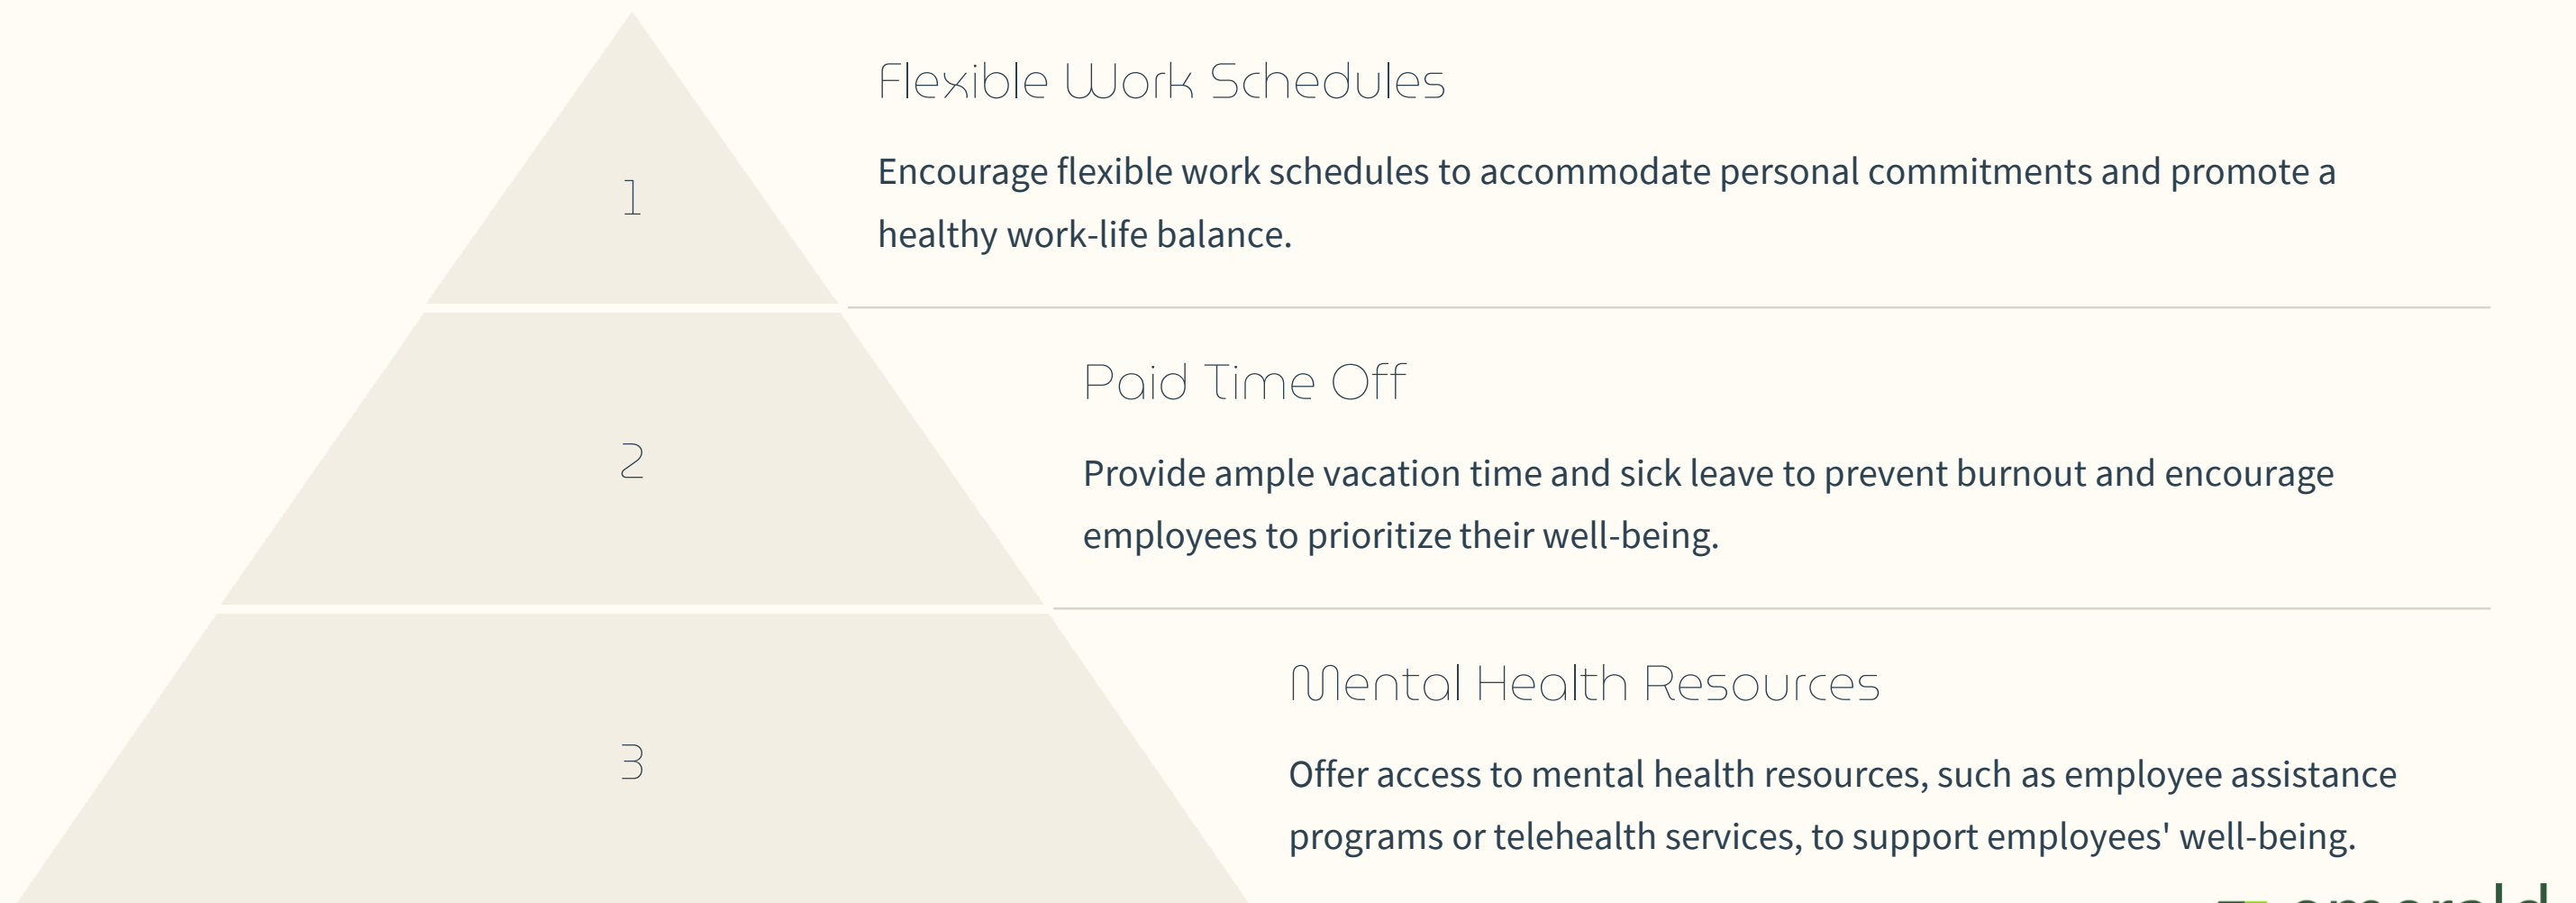 1
Flexible Work Schedules
Encourage flexible work schedules to accommodate personal commitments and promote a
healthy work-life balance.
2
Paid Time Off
Provide ample vacation time and sick leave to prevent burnout and encourage
employees to prioritize their well-being.
3
Mental Health Resources
Offer access to mental health resources, such as employee assistance
programs or telehealth services, to support employees' well-being.
emerald